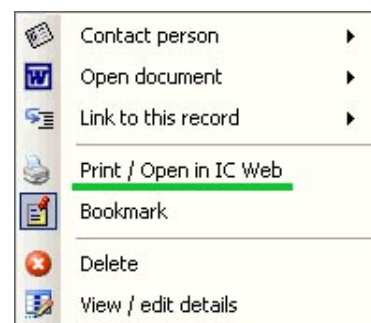 Contact person
Open document
Link to this record
Print / Open in IC Web
Bookmark
Delete
View / edit details